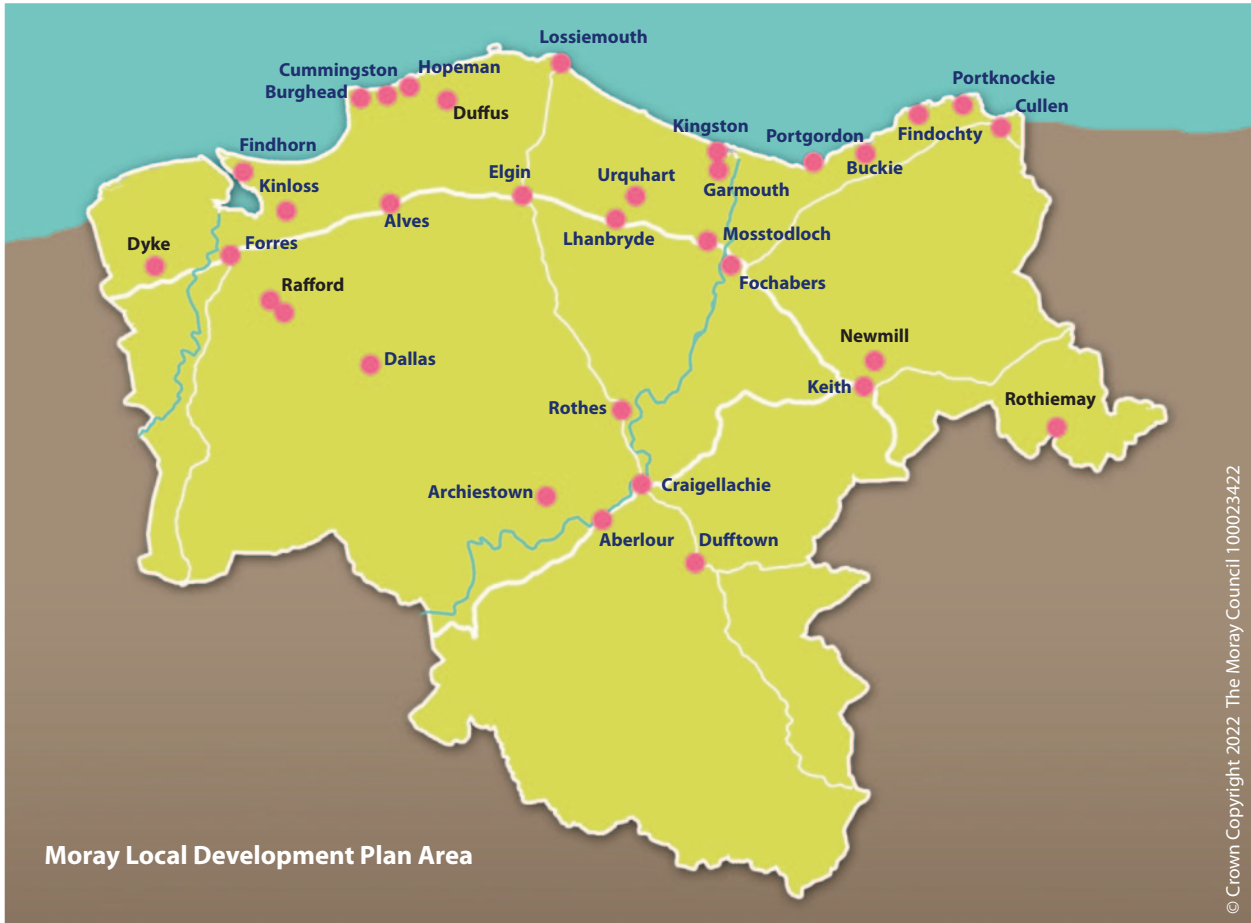 Lossiemouth
Cummingston
Hopeman
Burghead
Duffus
Portknockie
Cullen
Findochty
Kingston
Portgordon
Buckie
Findhorn
Kinloss
Elgin
Urquhart
Garmouth
Alves
Lhanbryde
Mosstodloch
Dyke
Forres
Fochabers
Rafford
Newmill
Dallas
Keith
Rothes
Rothiemay
Archiestown
Craigellachie
Aberlour
Dufftown
Moray Local Development Plan Area
© Crown Copyright 2022 The Moray Council 100023422